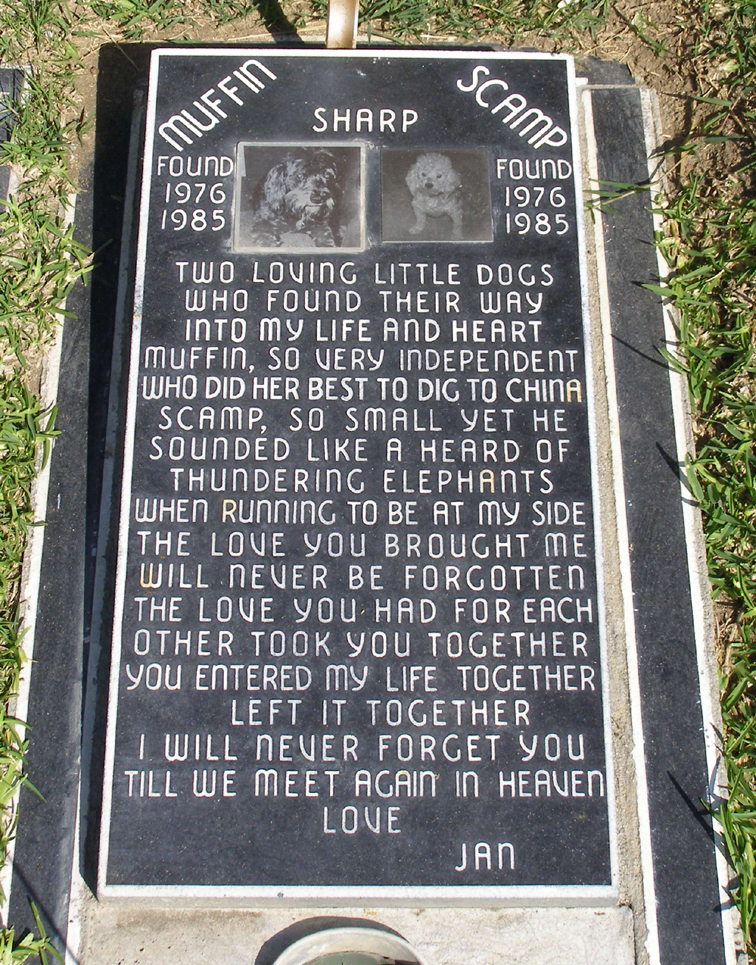 MUFFIN
SCAMP
SHARP
FOUND
1976
1985
FOUND
1976
1985
TWO LOVING LITTLE DOGS
WHO FOUND THEIR WAY
INTO MY LIFE AND HEART
MUFFIN, SO VERY INDEPENDENT
WHO DID HER BEST TO DIG TO CHINA
SCAMP, SO SMALL YET HE
SOUNDED LIKE A HEARD OF
THUNDERING ELEPHANTS
WHEN RUNNING TO BE AT MY SIDE
THE LOVE YOU BROUGHT ME
WILL NEVER BE FORGOTTEN
THE LOVE YOU HAD FOR EACH
OTHER TOOK YOU TOGETHER
YOU ENTERED MY LIFE TOGETHER
LEFT IT TOGETHER
I WILL NEVER FORGET YOU
TILL WE MEET AGAIN IN HEAVEN
LOVE
JAN